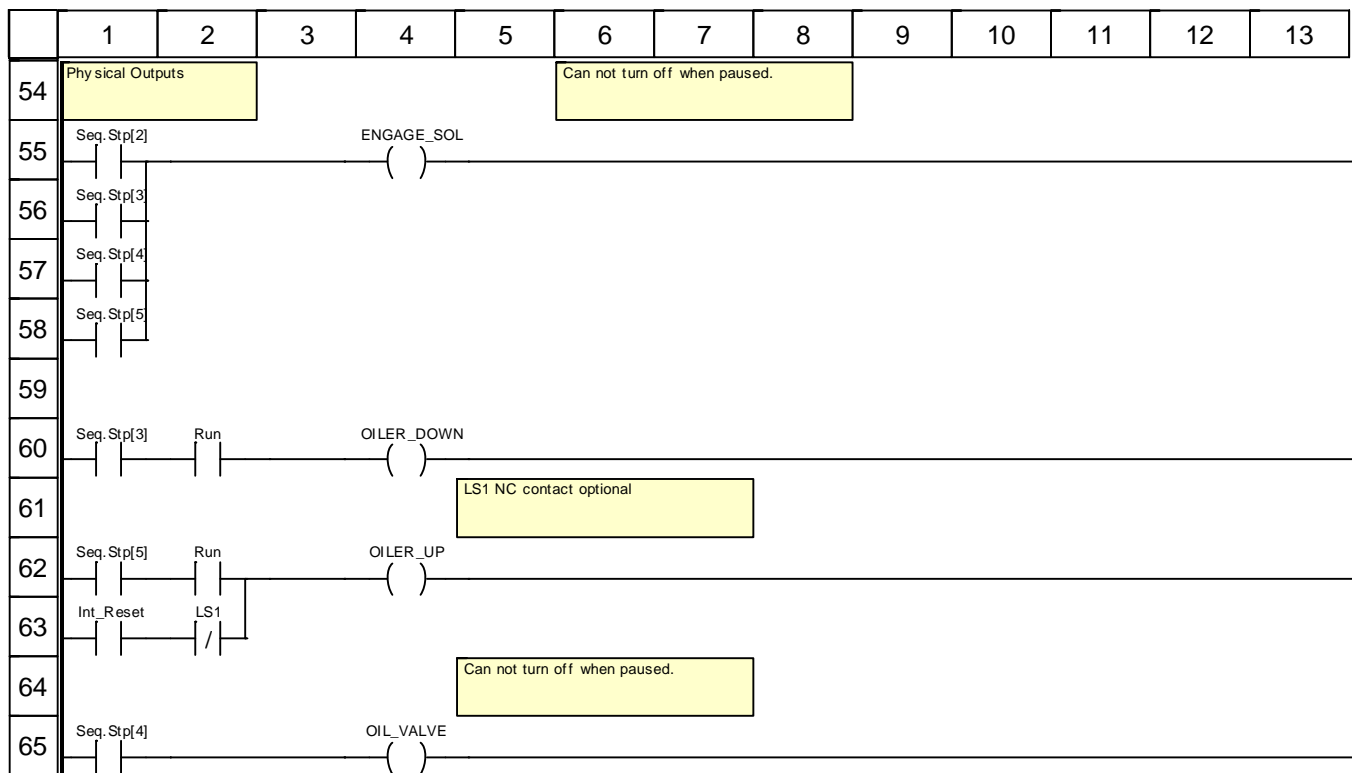 1 2 3 4 5 6 7 8 9 10 11 12 13
54 Physical Outputs Can not turn off when paused.
Seq.Stp[2] ENGAGE_SOL
55
Seq.Stp[3]
56
Seq.Stp[4]
57
Seq.Stp[5]
58
59
Seq.Stp[3] Run OILER_DOWN
60
61 LS1 NC contact optional
Seq.Stp[5] Run OILER_UP
62
Int_Reset LS1
63
64 Can not turn off when paused.
Seq.Stp[4] OIL_VALVE
65